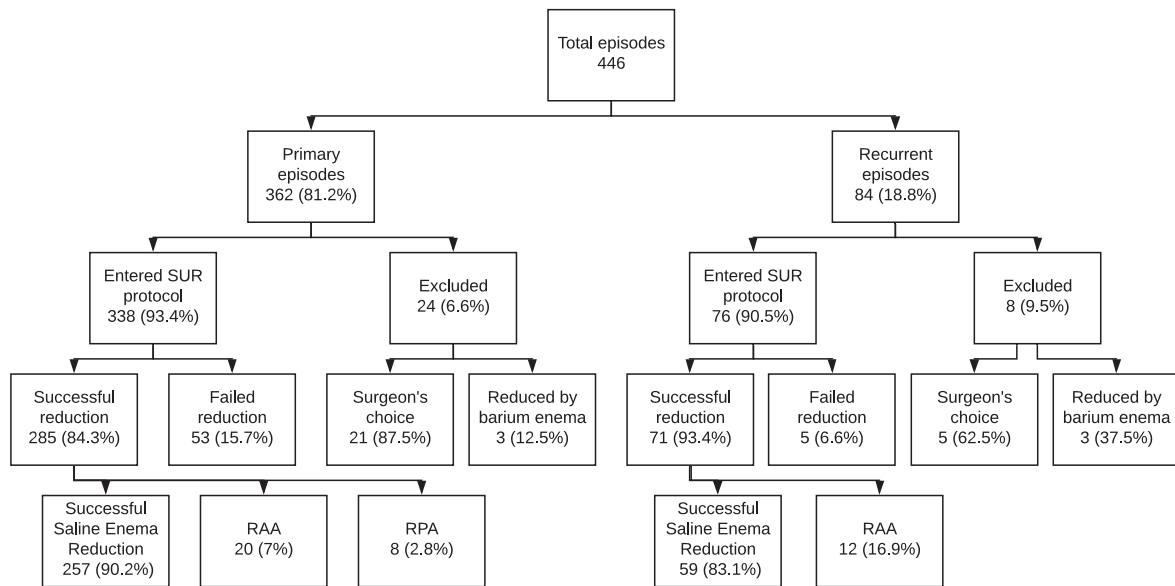 Total episodes
446
Primary
episodes
362 (81.2%)
Recurrent
episodes
84 (18.8%)
Entered SUR
protocol
338 (93.4%)
Excluded
24 (6.6%)
Entered SUR
protocol
76 (90.5%)
Excluded
8 (9.5%)
Successful
reduction
285 (84.3%)
Failed
reduction
53 (15.7%)
Surgeon's
choice
21 (87.5%)
Reduced by
barium enema
3 (12.5%)
Successful
reduction
71 (93.4%)
Failed
reduction
5 (6.6%)
Surgeon's
choice
5 (62.5%)
Reduced by
barium enema
3 (37.5%)
Successful
Saline Enema
Reduction
257 (90.2%)
RAA
20 (7%)
RPA
8 (2.8%)
Successful
Saline Enema
Reduction
59 (83.1%)
RAA
12 (16.9%)